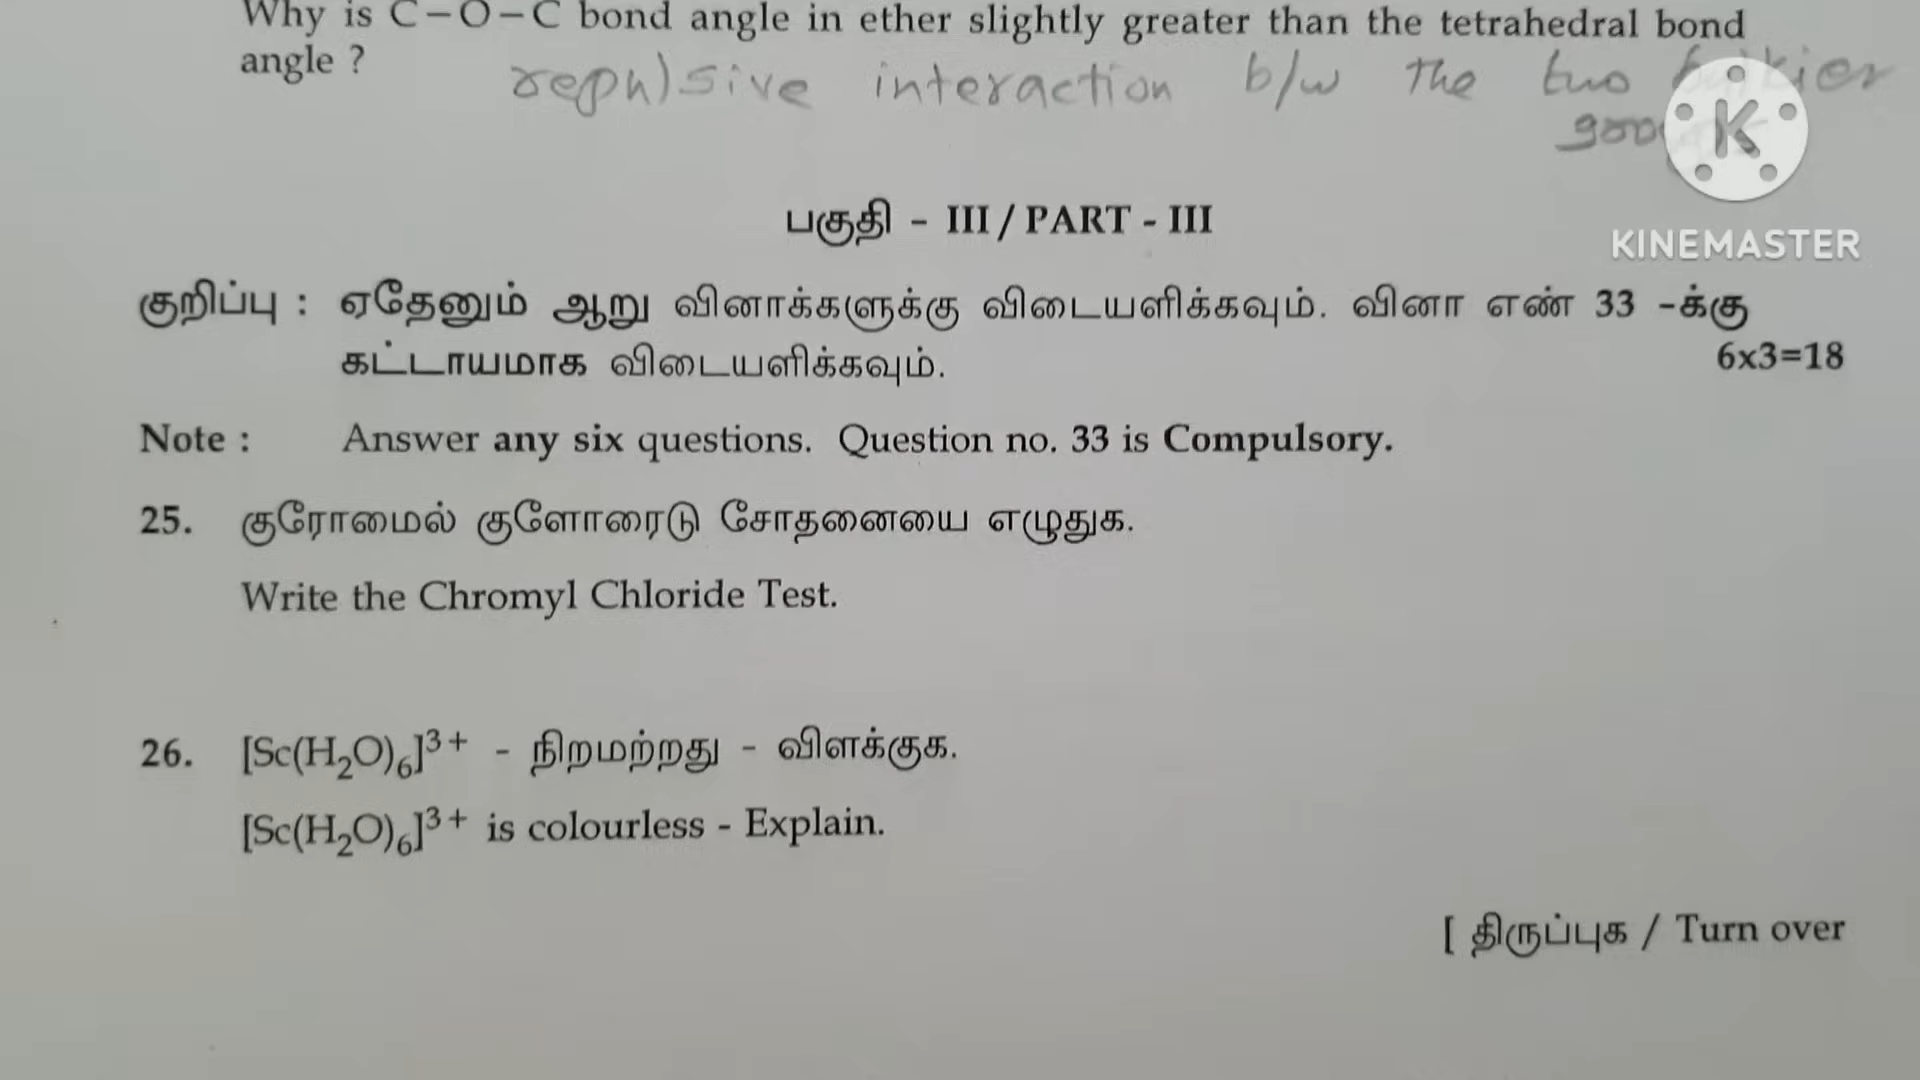 Why is C–O–C bond angle in ether slightly greater than the tetrahedral bond
angle ?
repulsive interaction b/w the two bulkier
KINEMASTER
பகுதி - III / PART - III
குறிப்பு : ஏதேனும் ஆறு வினாக்களுக்கு விடையளிக்கவும். வினா எண் 33 -க்கு
கட்டாயமாக விடையளிக்கவும். 6x3=18
Note : Answer any six questions. Question no. 33 is Compulsory.
25. குரோமைல் குளோரைடு சோதனையை எழுதுக.
Write the Chromyl Chloride Test.
26. [Sc(H₂O)₆]³⁺ - நிறமற்றது - விளக்குக.
[Sc(H₂O)₆]³⁺ is colourless - Explain.
[ திருப்புக / Turn over